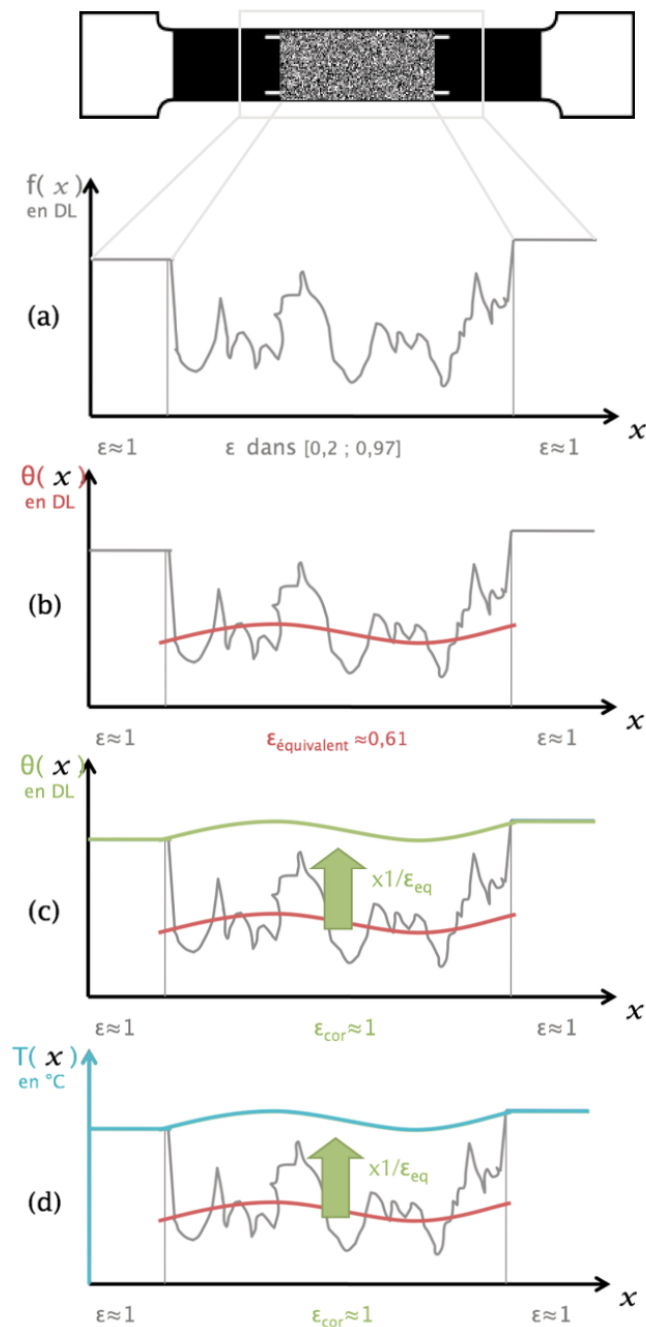 f( x )
en DL
(a)
x
ε≈1 ε dans [0,2 ; 0,97] ε≈1
θ( x )
en DL
(b)
x
ε≈1 εéquivalent ≈0,61 ε≈1
θ( x )
en DL
x1/εeq
(c)
x
ε≈1 εcor≈1 ε≈1
T( x )
en °C
x1/εeq
(d)
x
ε≈1 εcor≈1 ε≈1